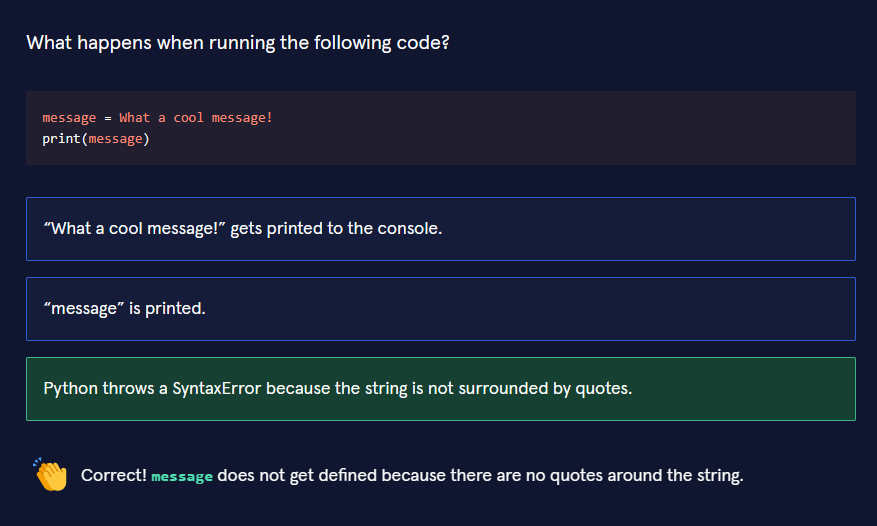 What happens when running the following code?
message = What a cool message!
print(message)
“What a cool message!” gets printed to the console.
“message” is printed.
Python throws a SyntaxError because the string is not surrounded by quotes.
Correct! message does not get defined because there are no quotes around the string.